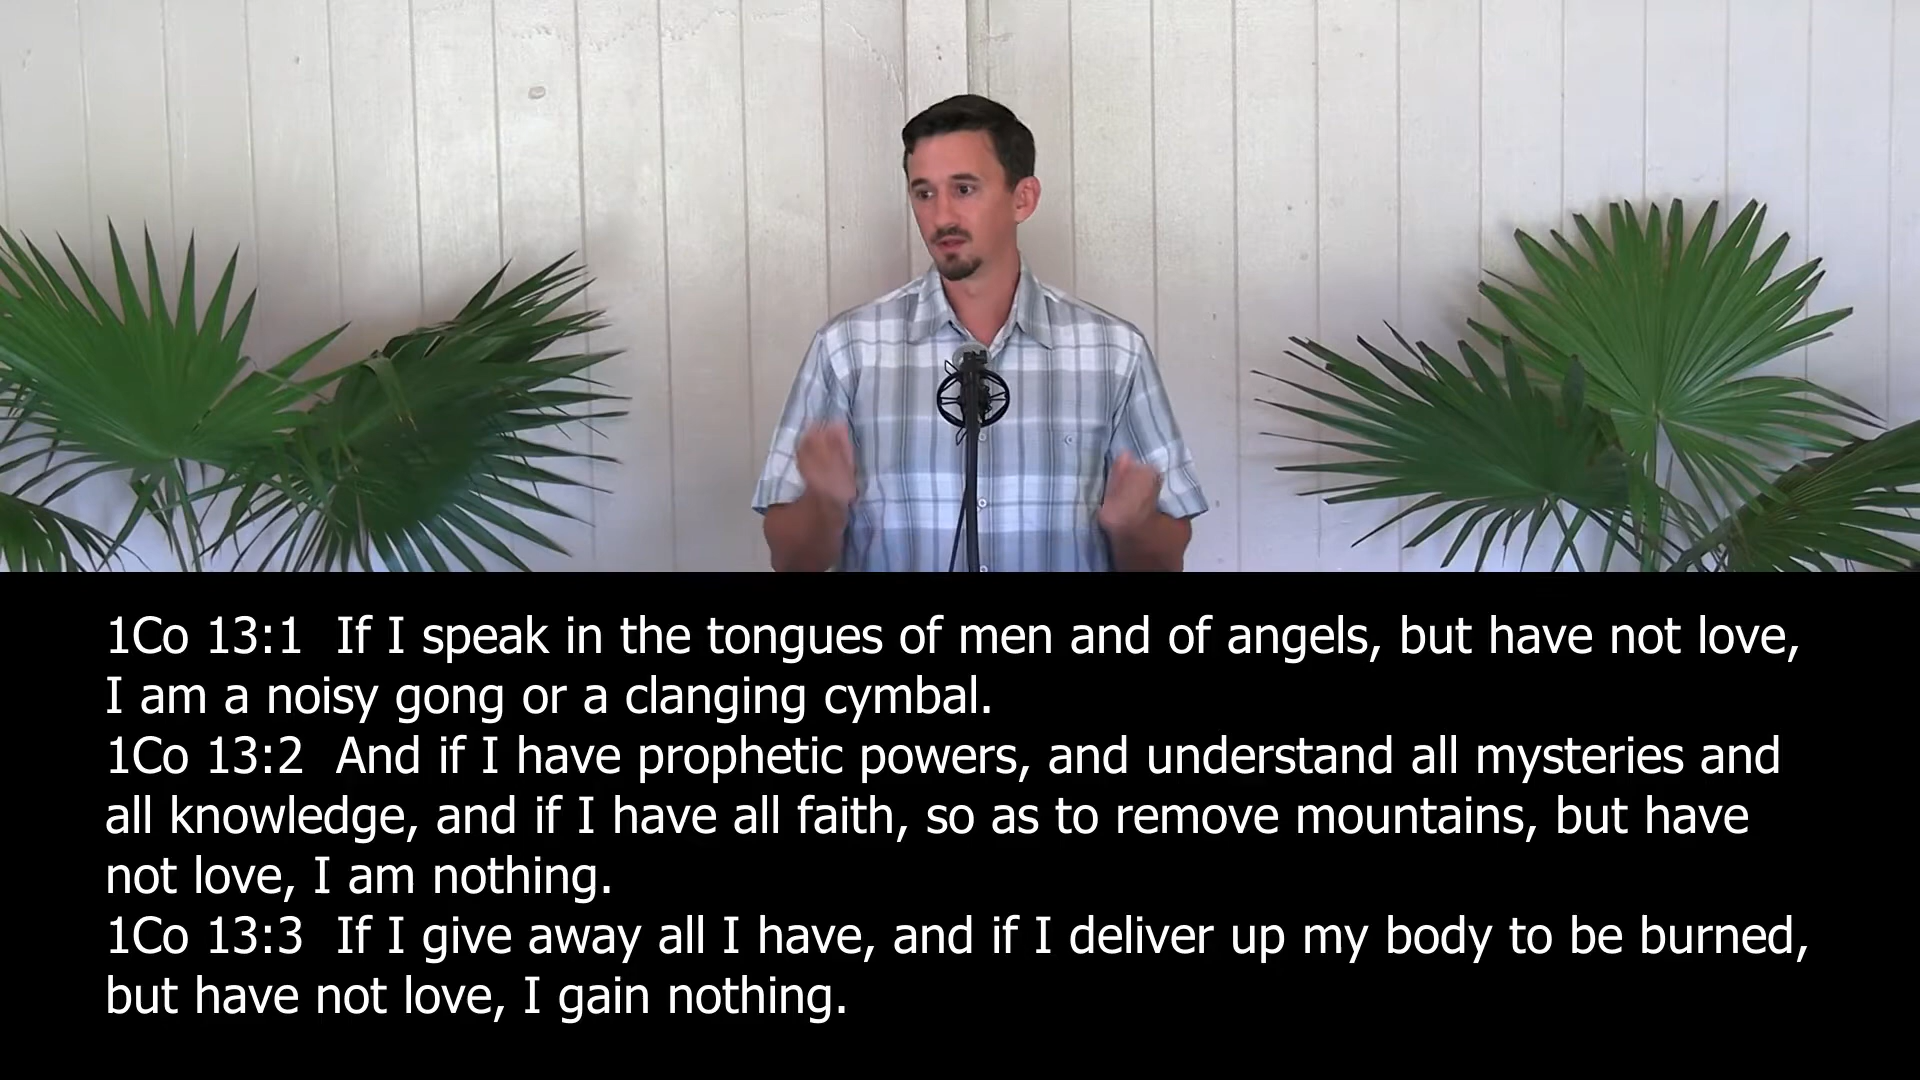 1Co 13:1  If I speak in the tongues of men and of angels, but have not love,
I am a noisy gong or a clanging cymbal.
1Co 13:2  And if I have prophetic powers, and understand all mysteries and
all knowledge, and if I have all faith, so as to remove mountains, but have
not love, I am nothing.
1Co 13:3  If I give away all I have, and if I deliver up my body to be burned,
but have not love, I gain nothing.